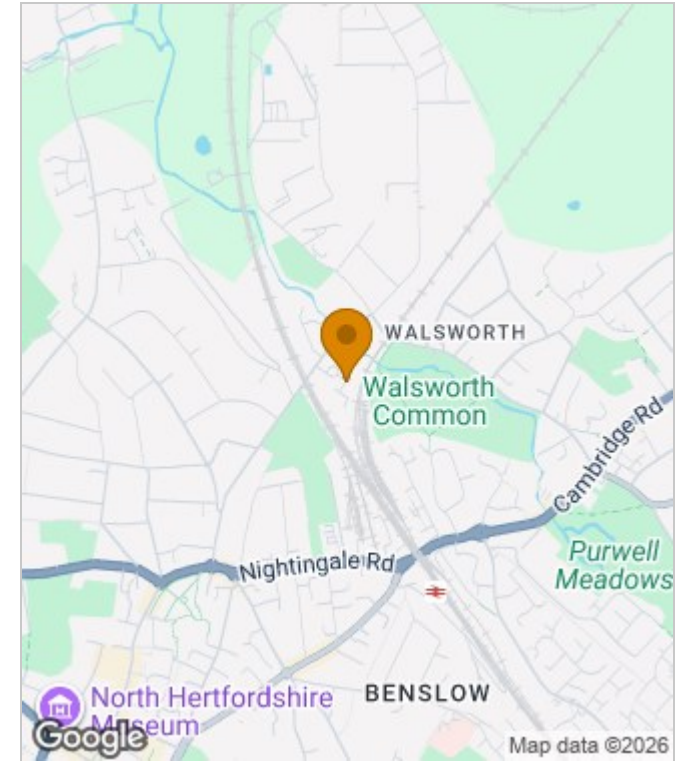 WALSWORTH
Walsworth
Common
Cambridge Rd
Purwell
Meadows
Nightingale Rd
BENSLOW
North Hertfordshire
Museum
Google
Map data ©2026